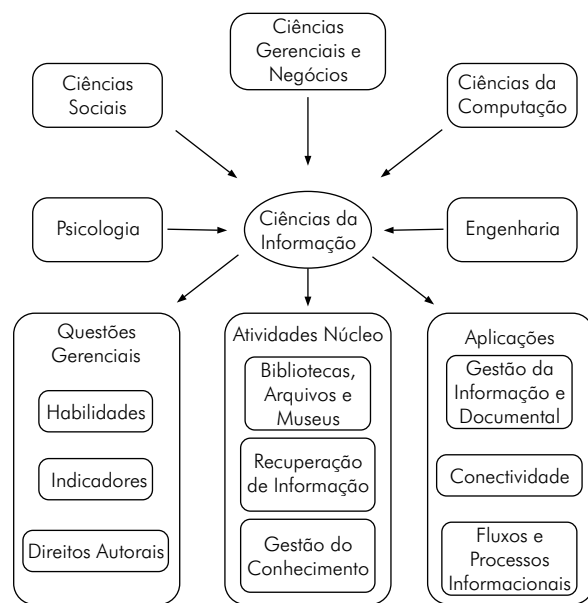 Ciências
Gerenciais e
Negócios
Ciências
Sociais
Ciências da
Computação
Psicologia
Ciências da
Informação
Engenharia
Questões
Gerenciais
Habilidades
Indicadores
Direitos Autorais
Atividades Núcleo
Bibliotecas,
Arquivos e
Museus
Recuperação
de Informação
Gestão do
Conhecimento
Aplicações
Gestão da
Informação e
Documental
Conectividade
Fluxos e
Processos
Informacionais